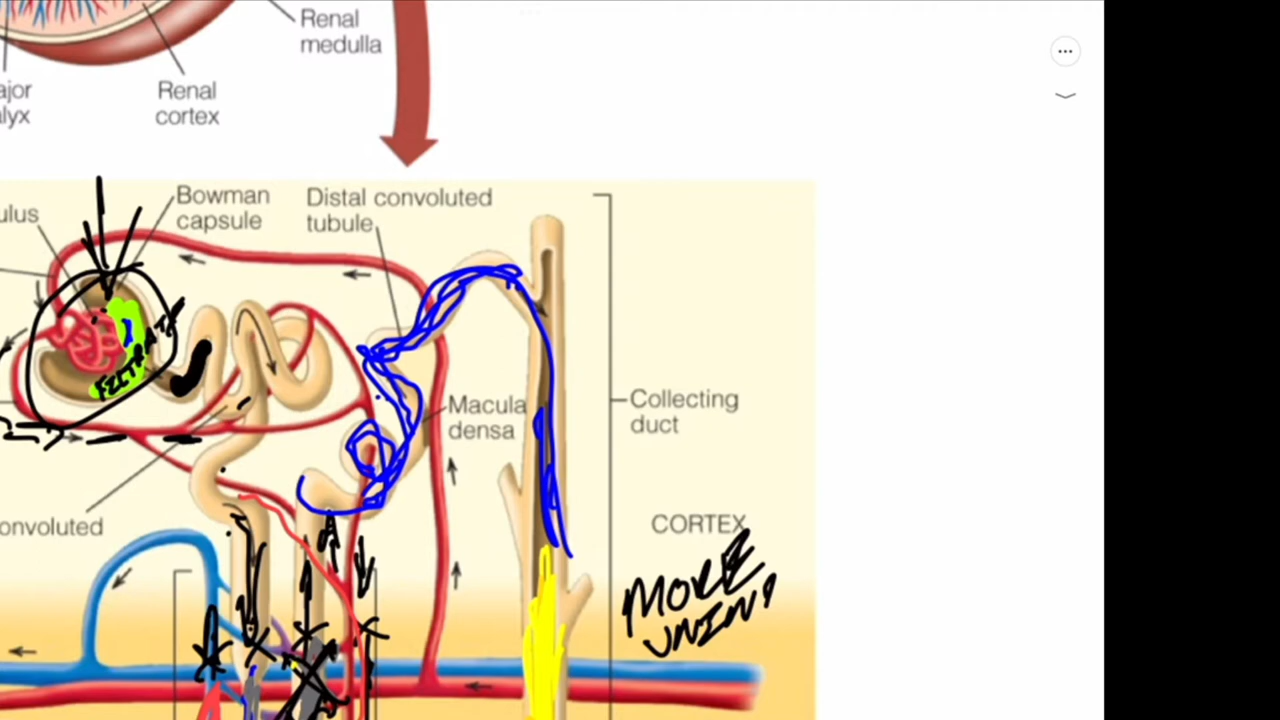 Renal
medulla
ajor
alyx
Renal
cortex
Bowman
capsule
Distal convoluted
tubule
ulus
Macula
densa
Collecting
duct
onvoluted
CORTEX
MORE